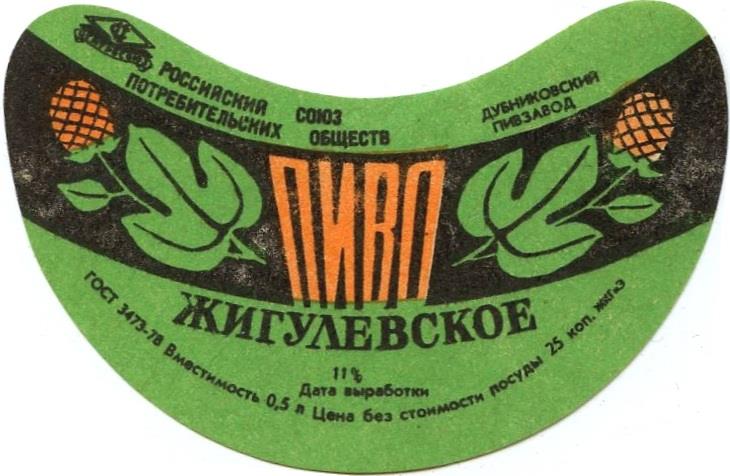 РОССИЙСКИЙ СОЮЗ
ПОТРЕБИТЕЛЬСКИХ ОБЩЕСТВ
ДУБНИКОВСКИЙ
ПИВЗАВОД
ПИВО
ЖИГУЛЕВСКОЕ
11%
Дата выработки
ГОСТ 3473-78 Вместимость 0,5 л Цена без стоимости посуды 25 коп.